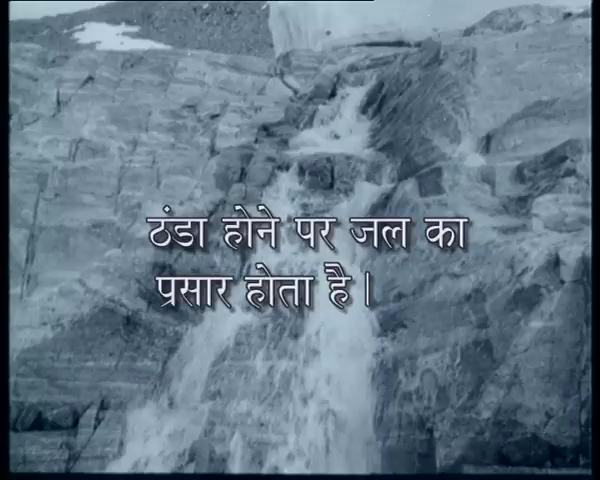 ठंडा होने पर जल का
प्रसार होता है।